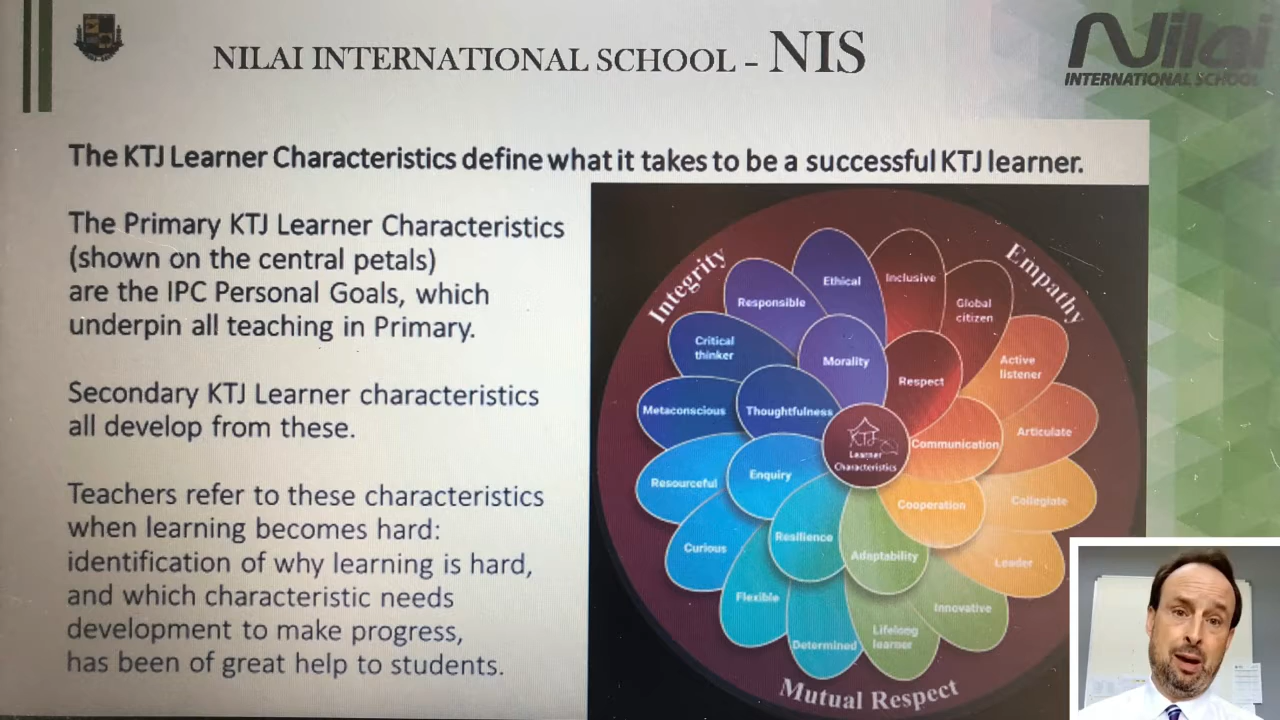 NILAI INTERNATIONAL SCHOOL – NIS
Nilai
INTERNATIONAL SCHOOL
The KTJ Learner Characteristics define what it takes to be a successful KTJ learner.
The Primary KTJ Learner Characteristics
(shown on the central petals)
are the IPC Personal Goals, which
underpin all teaching in Primary.
Secondary KTJ Learner characteristics
all develop from these.
Teachers refer to these characteristics
when learning becomes hard:
identification of why learning is hard,
and which characteristic needs
development to make progress,
has been of great help to students.
Integrity
Empathy
Mutual Respect
Ethical
Inclusive
Responsible
Global
citizen
Critical
thinker
Morality
Respect
Active
listener
Metaconscious
Thoughtfulness
KTJ
Learner
Characteristics
Communication
Articulate
Resourceful
Enquiry
Cooperation
Collegiate
Curious
Resilience
Adaptability
Leader
Flexible
Innovative
Determined
Lifelong
learner